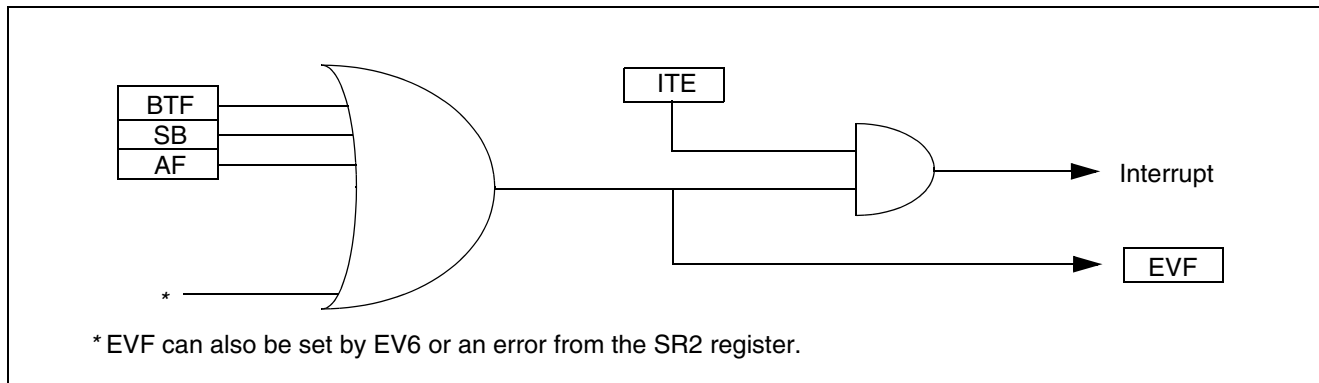 BTF
SB
AF
ITE
Interrupt
EVF
*
* EVF can also be set by EV6 or an error from the SR2 register.